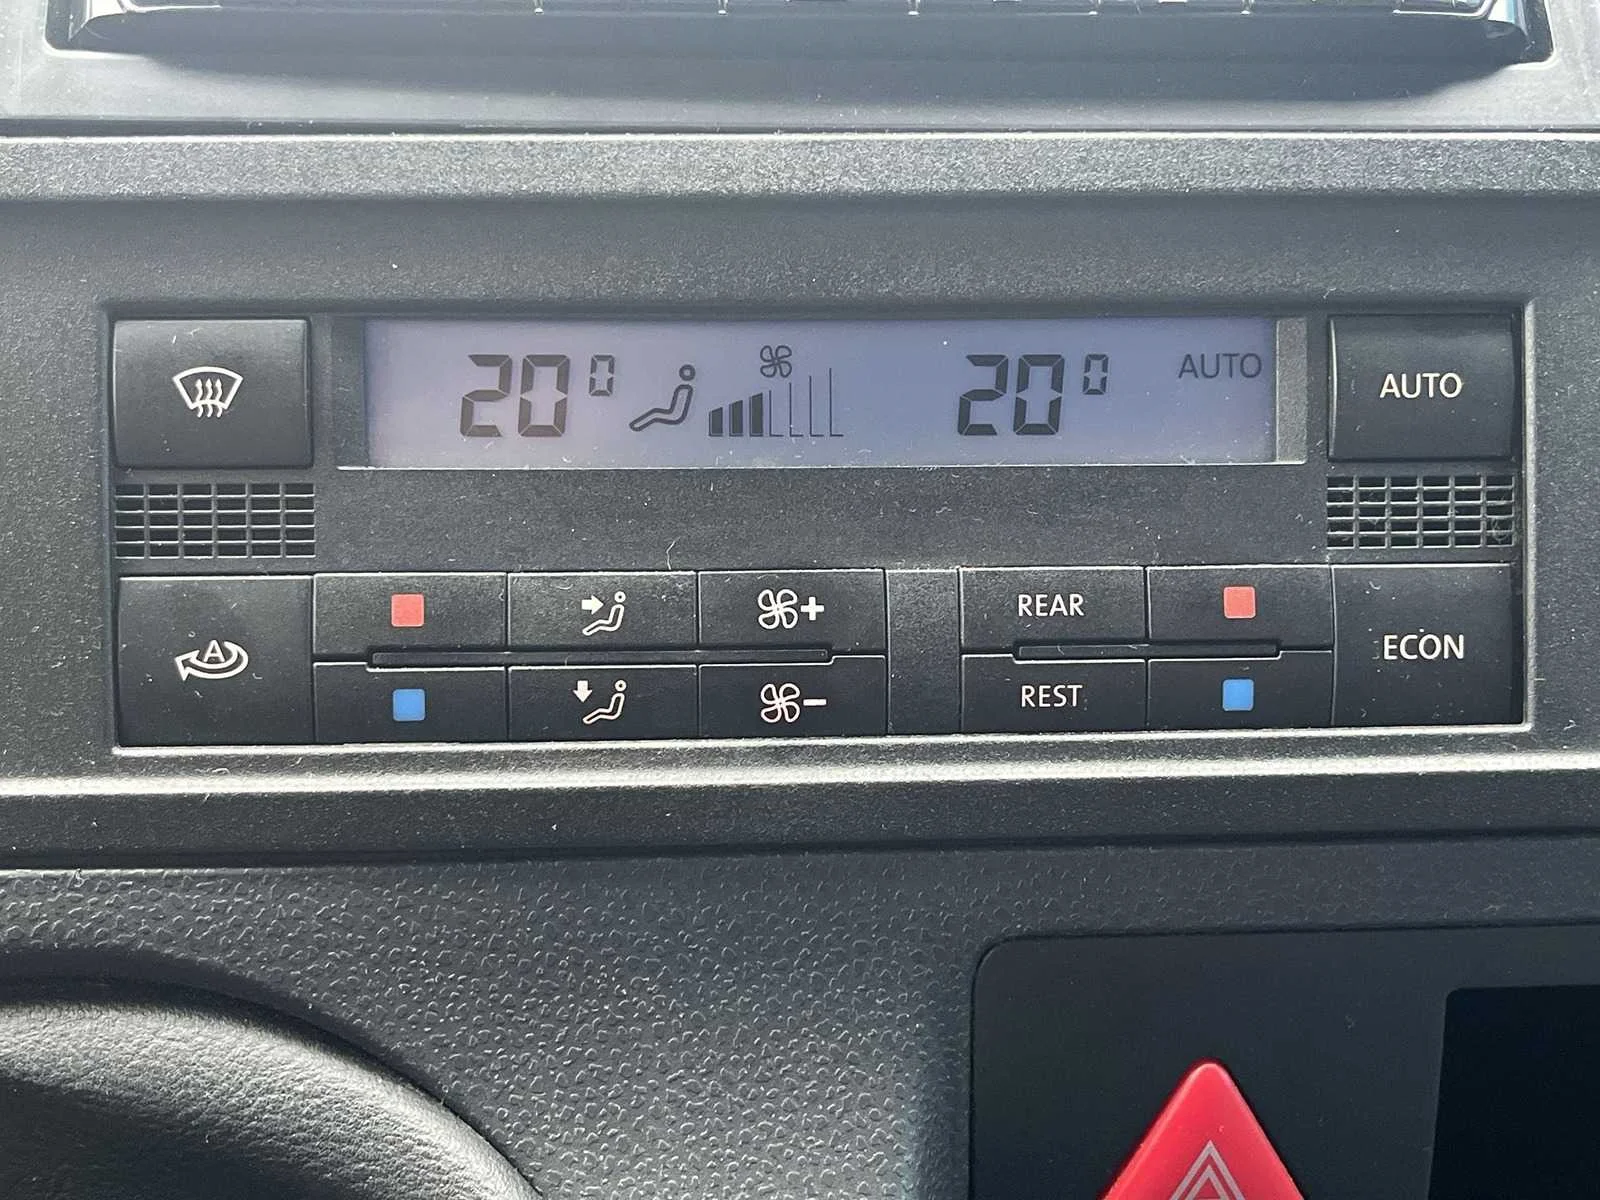 20° 20° AUTO
AUTO
A
+
REAR
ECON
REST
-